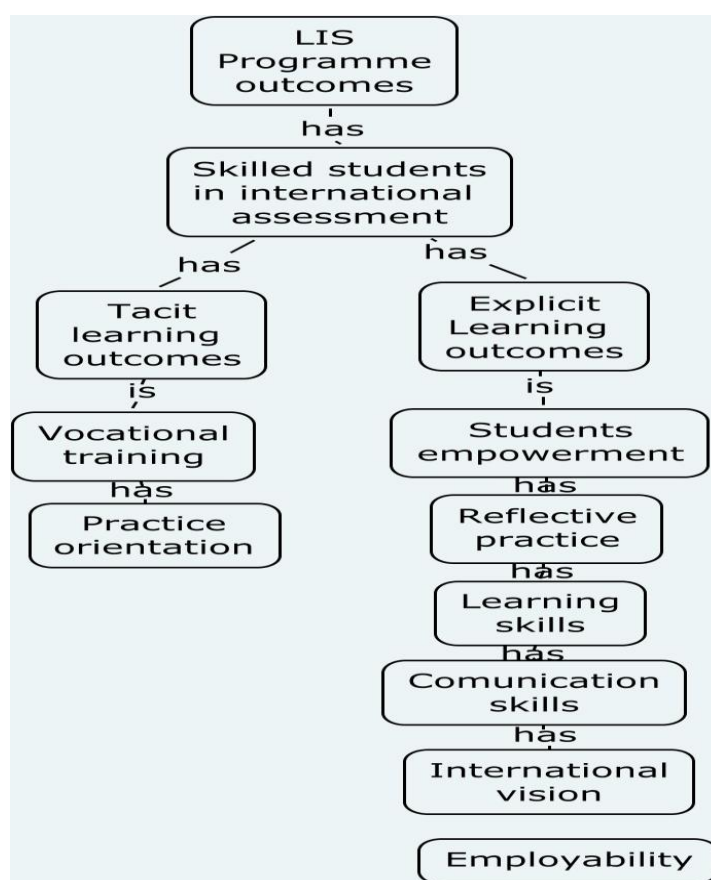 LIS
Programme
outcomes
has
Skilled students
in international
assessment
has
has
Tacit
learning
outcomes
Explicit
Learning
outcomes
is
is
Vocational
training
Students
empowerment
has
has
Practice
orientation
Reflective
practice
has
Learning
skills
has
Comunication
skills
has
International
vision
Employability